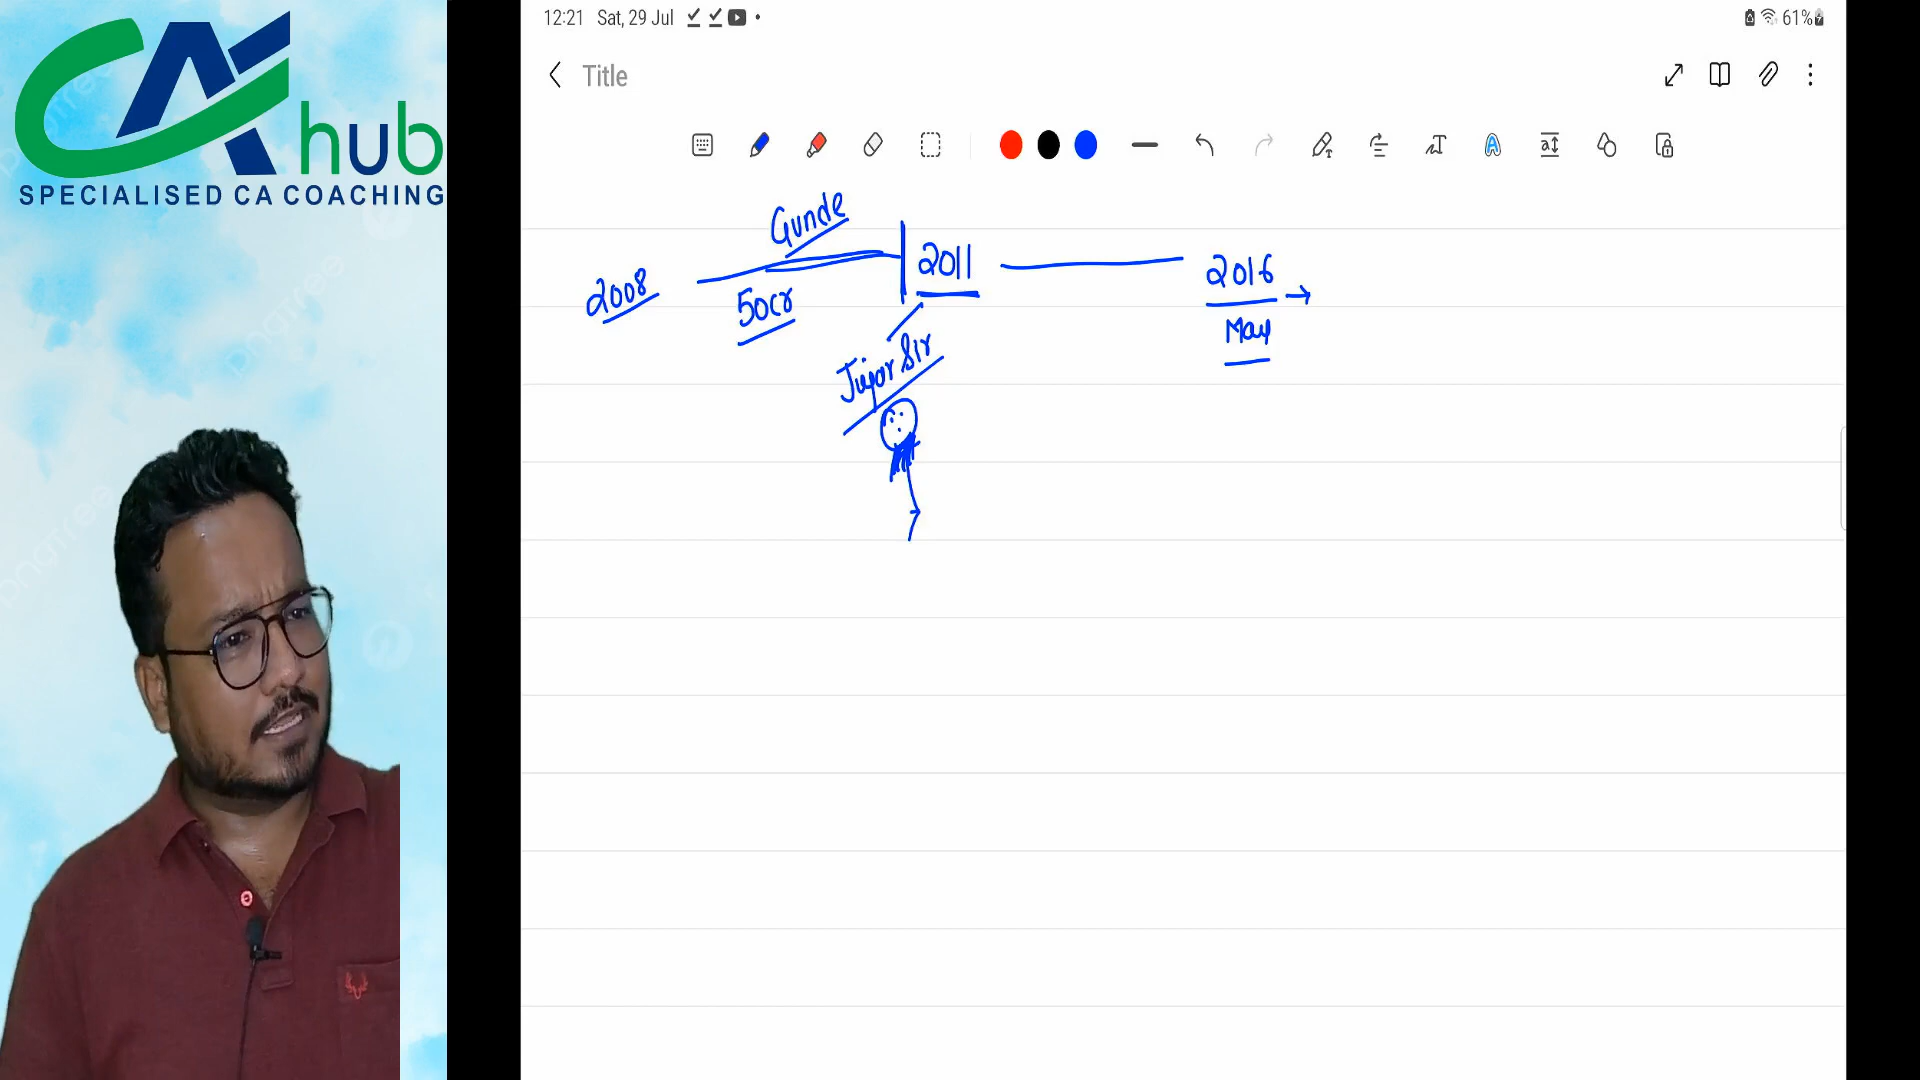 CA hub
SPECIALISED CA COACHING
12:21 Sat, 29 Jul
61%
Title
Gunde
2008
50cr
2011
2016
May
Sir
pngtree